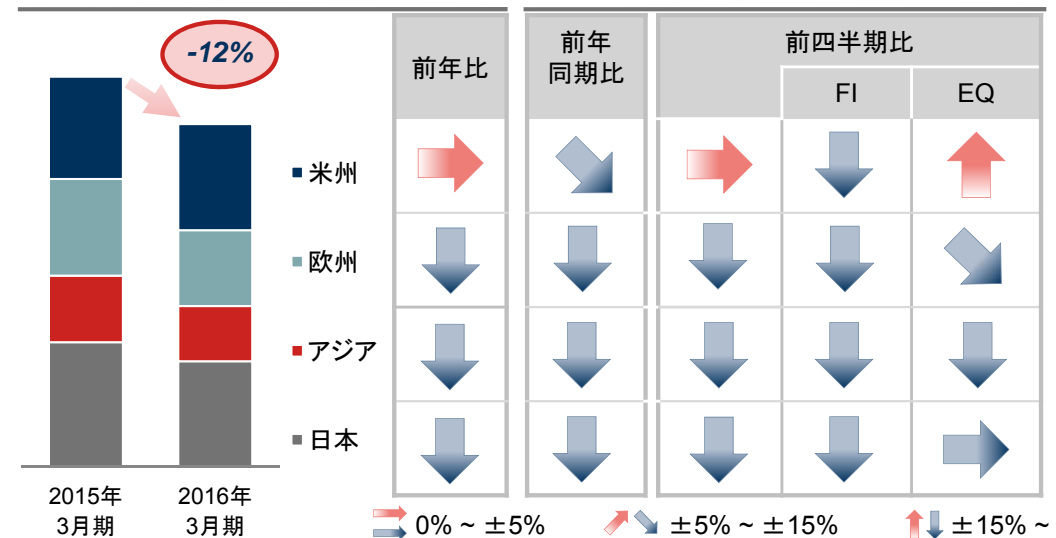 -12%
前年比
前年
同期比
前四半期比
FI
EQ
米州
欧州
アジア
日本
2015年
3月期
2016年
3月期
0% ~ ±5%
±5% ~ ±15%
±15% ~